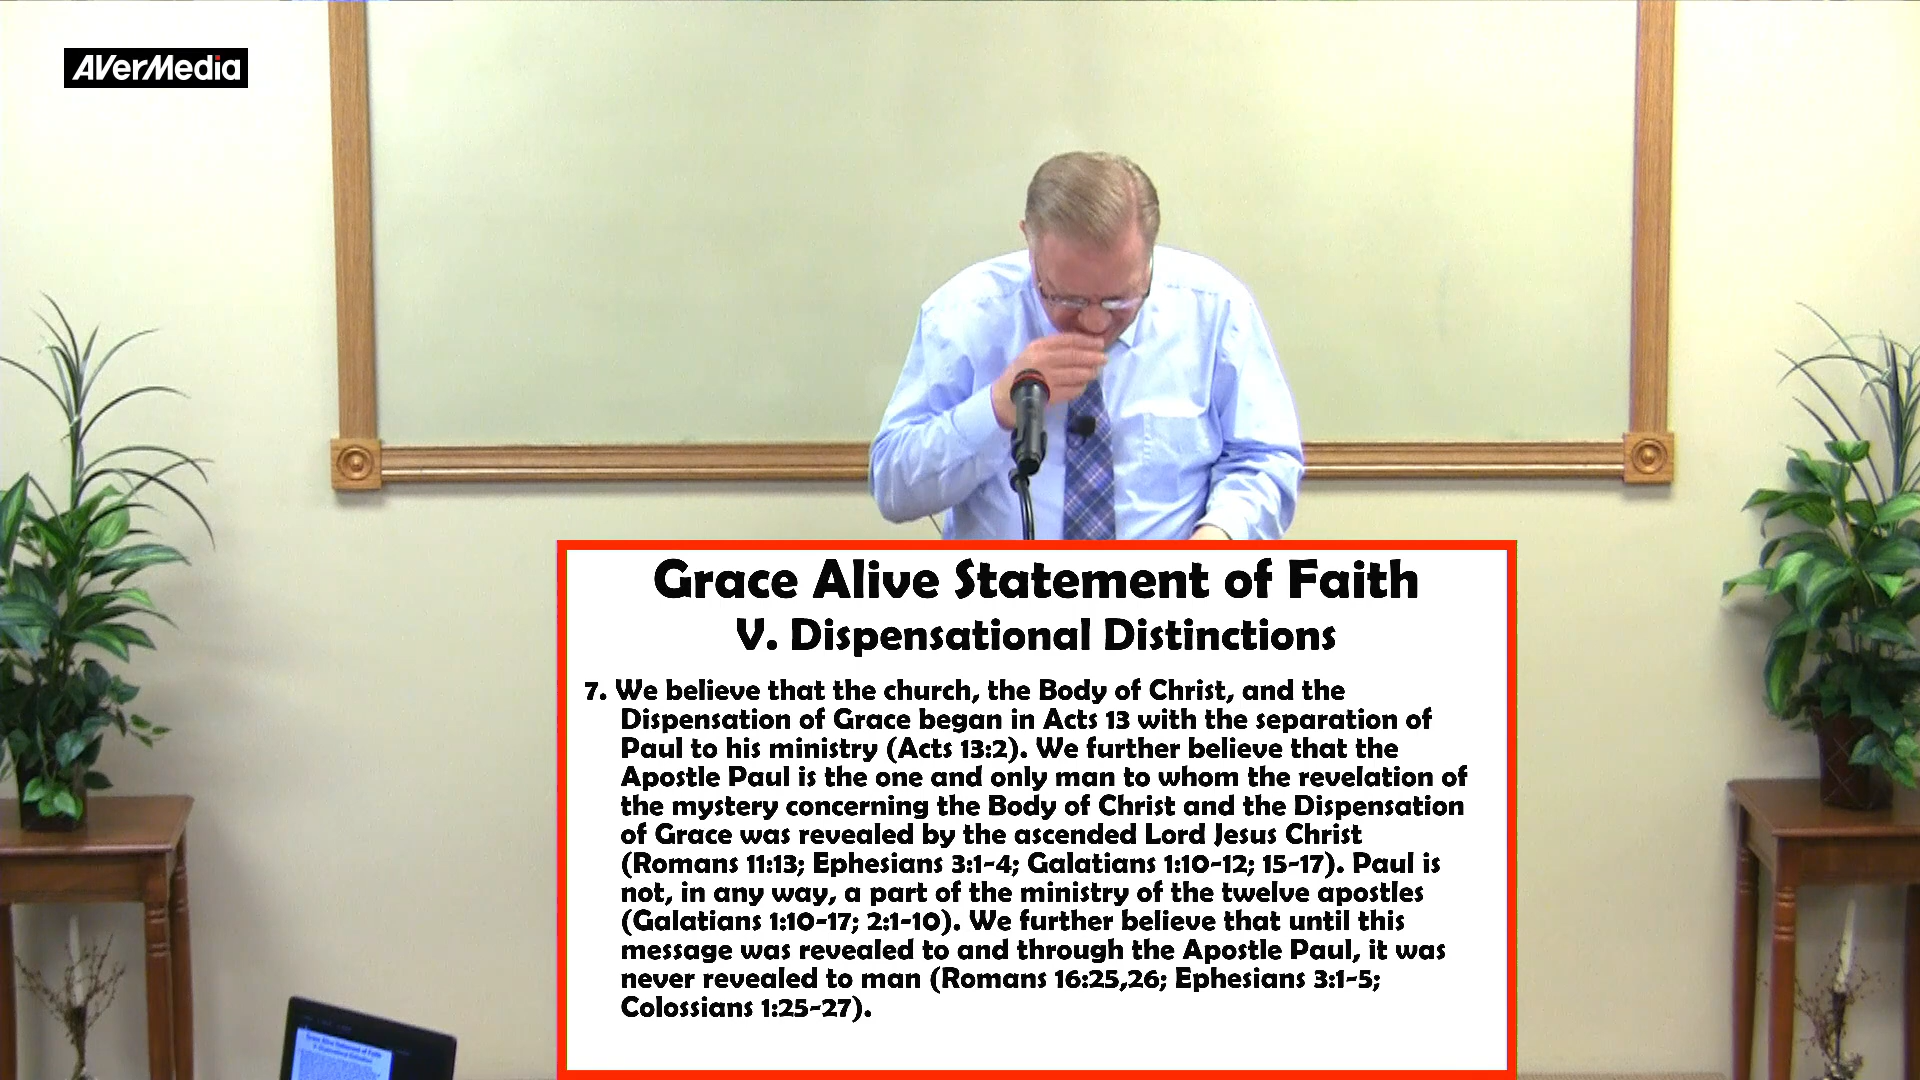 AVerMedia
Grace Alive Statement of Faith
V. Dispensational Distinctions
7. We believe that the church, the Body of Christ, and the
Dispensation of Grace began in Acts 13 with the separation of
Paul to his ministry (Acts 13:2). We further believe that the
Apostle Paul is the one and only man to whom the revelation of
the mystery concerning the Body of Christ and the Dispensation
of Grace was revealed by the ascended Lord Jesus Christ
(Romans 11:13; Ephesians 3:1-4; Galatians 1:10-12; 15-17). Paul is
not, in any way, a part of the ministry of the twelve apostles
(Galatians 1:10-17; 2:1-10). We further believe that until this
message was revealed to and through the Apostle Paul, it was
never revealed to man (Romans 16:25,26; Ephesians 3:1-5;
Colossians 1:25-27).
Grace Alive Statement of Faith